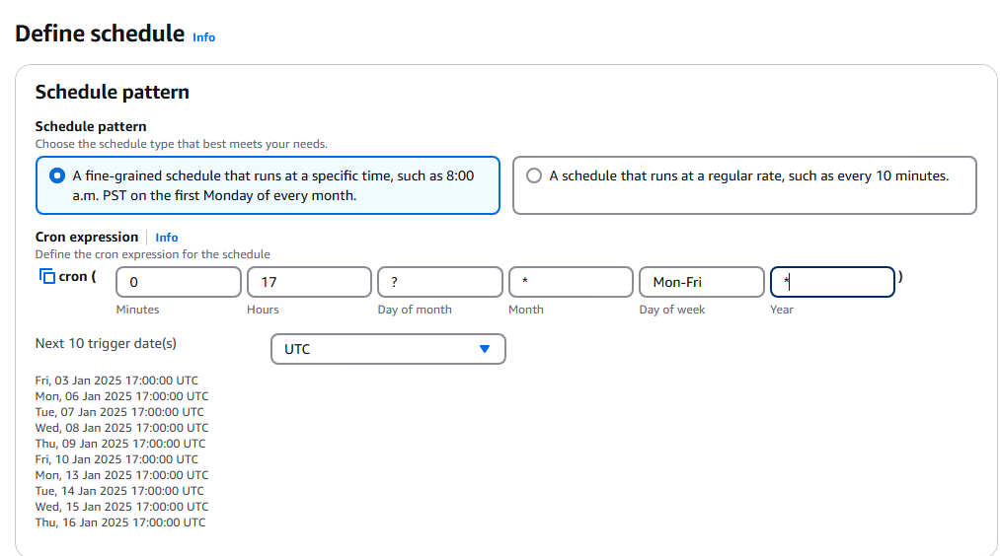 Define schedule Info
Schedule pattern
Schedule pattern
Choose the schedule type that best meets your needs.
A fine-grained schedule that runs at a specific time, such as 8:00
a.m. PST on the first Monday of every month.
A schedule that runs at a regular rate, such as every 10 minutes.
Cron expression Info
Define the cron expression for the schedule
cron ( 0 17 ? * Mon-Fri * )
Minutes Hours Day of month Month Day of week Year
Next 10 trigger date(s) UTC
Fri, 03 Jan 2025 17:00:00 UTC
Mon, 06 Jan 2025 17:00:00 UTC
Tue, 07 Jan 2025 17:00:00 UTC
Wed, 08 Jan 2025 17:00:00 UTC
Thu, 09 Jan 2025 17:00:00 UTC
Fri, 10 Jan 2025 17:00:00 UTC
Mon, 13 Jan 2025 17:00:00 UTC
Tue, 14 Jan 2025 17:00:00 UTC
Wed, 15 Jan 2025 17:00:00 UTC
Thu, 16 Jan 2025 17:00:00 UTC